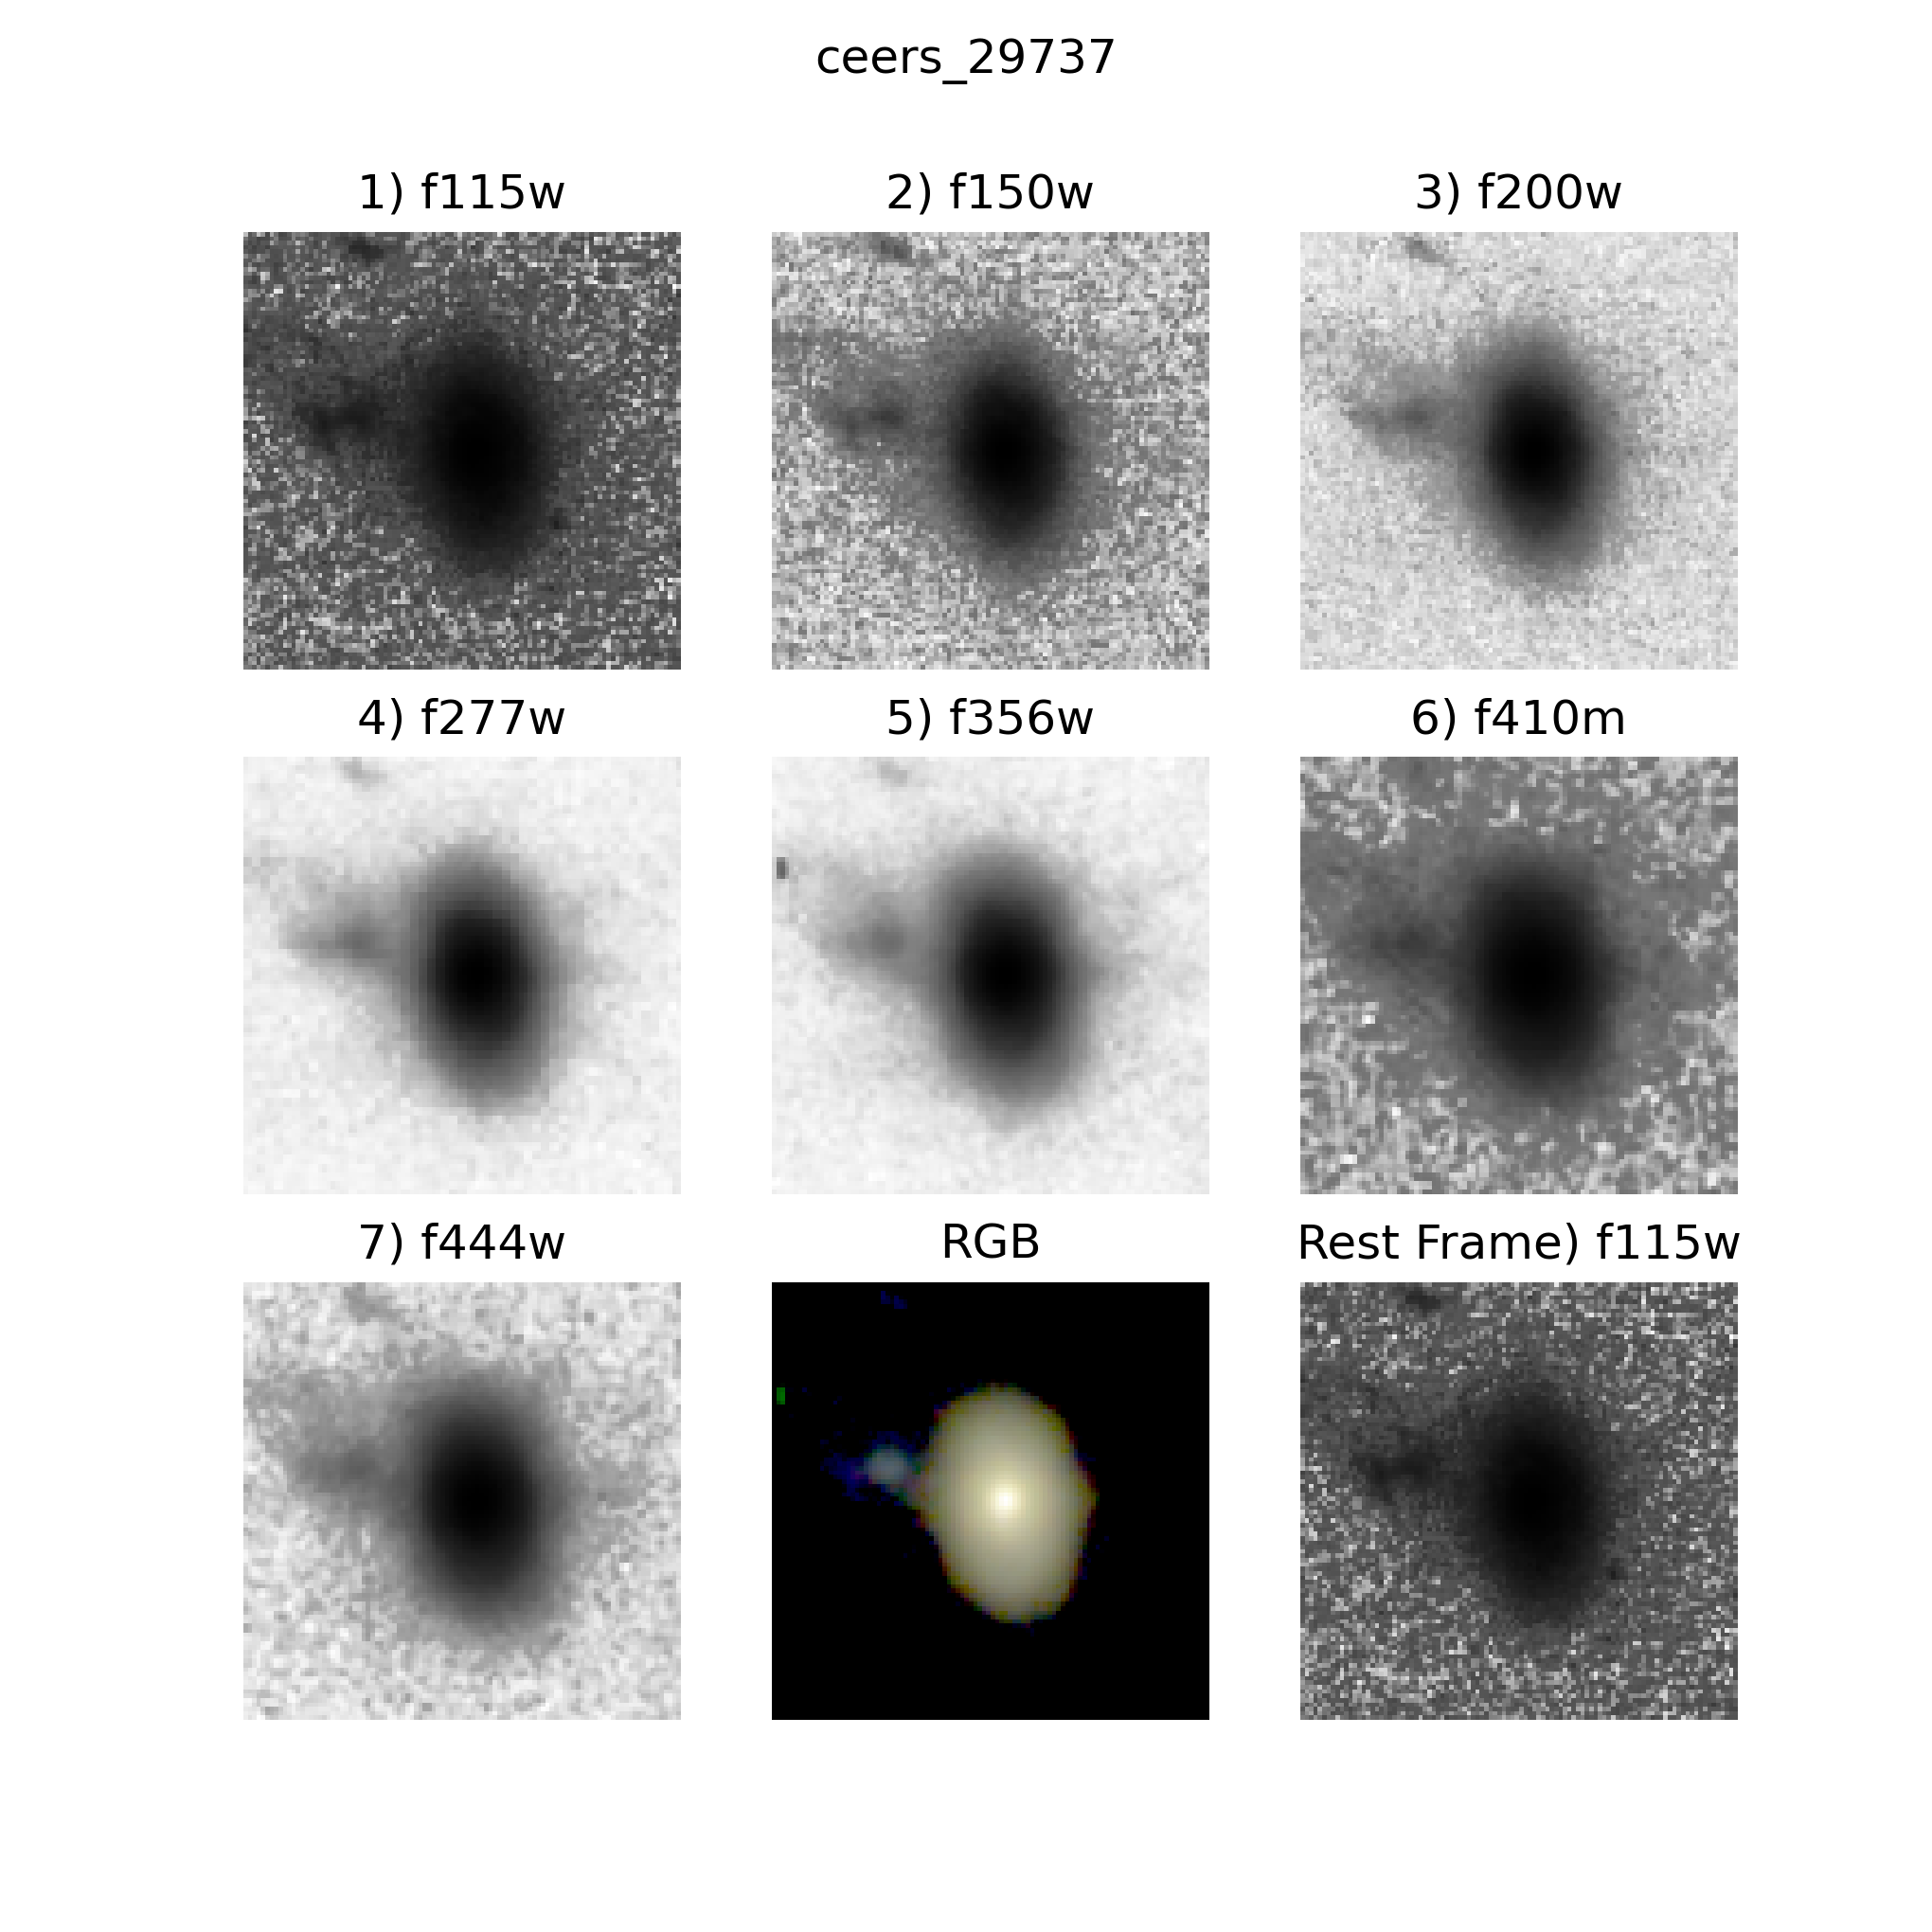 ceers_29737
1) f115w
2) f150w
3) f200w
4) f277w
5) f356w
6) f410m
7) f444w
RGB
Rest Frame) f115w